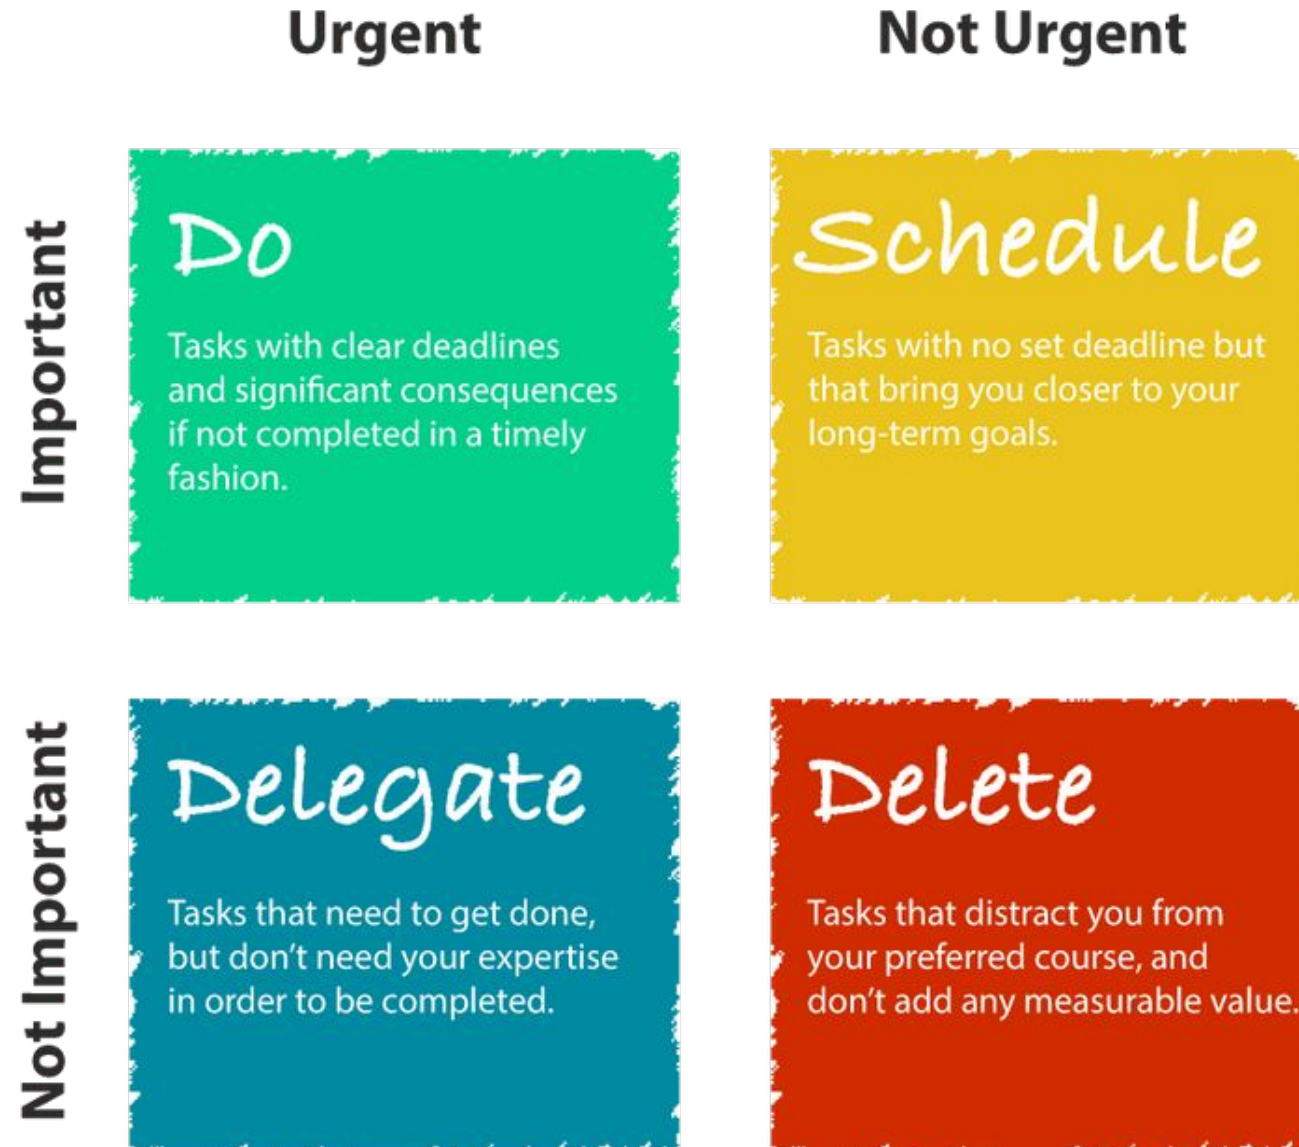 Urgent
Not Urgent
Important
Do
Tasks with clear deadlines
and significant consequences
if not completed in a timely
fashion.
Schedule
Tasks with no set deadline but
that bring you closer to your
long-term goals.
Not Important
Delegate
Tasks that need to get done,
but don’t need your expertise
in order to be completed.
Delete
Tasks that distract you from
your preferred course, and
don’t add any measurable value.